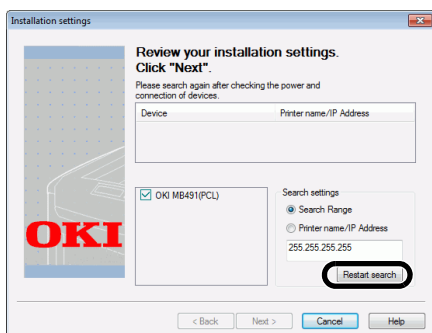 Installation settings
Review your installation settings.
Click "Next".
Please search again after checking the power and
connection of devices.
Device Printer name/IP Address
OKI MB491(PCL)
Search settings
Search Range
Printer name/IP Address
255.255.255.255
Restart search
OKI
< Back Next > Cancel Help